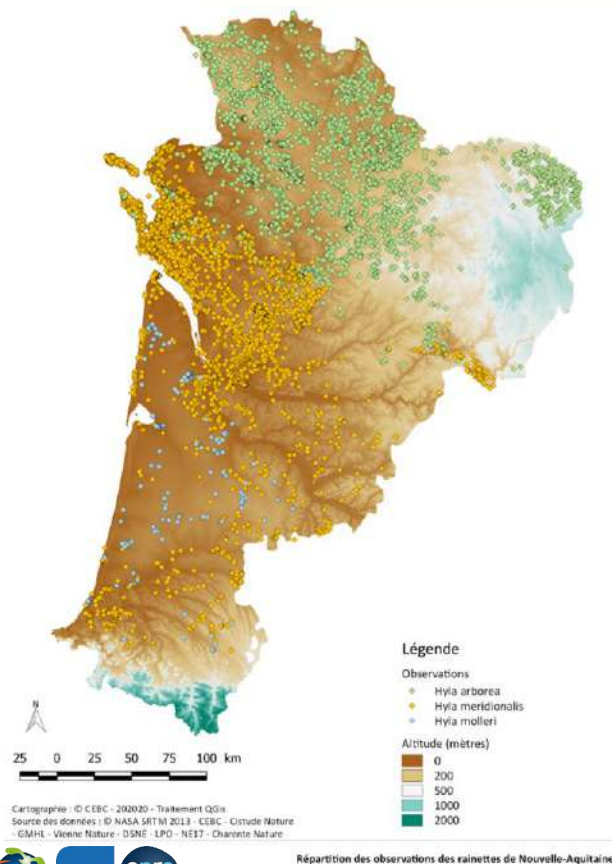 Légende
Observations
Hyla arborea
Hyla meridionalis
Hyla molleri
Altitude (mètres)
0
200
500
1000
2000
N
25 0 25 50 75 100 km
Cartographie : © CEBC - 202020 - Traitement QGis
Source des données : © NASA SRTM 2013 - CEBC - Cistude Nature
- GMHL - Vienne Nature - DSNE - LPO - NE17 - Charente Nature
Répartition des observations des rainettes de Nouvelle-Aquitaine